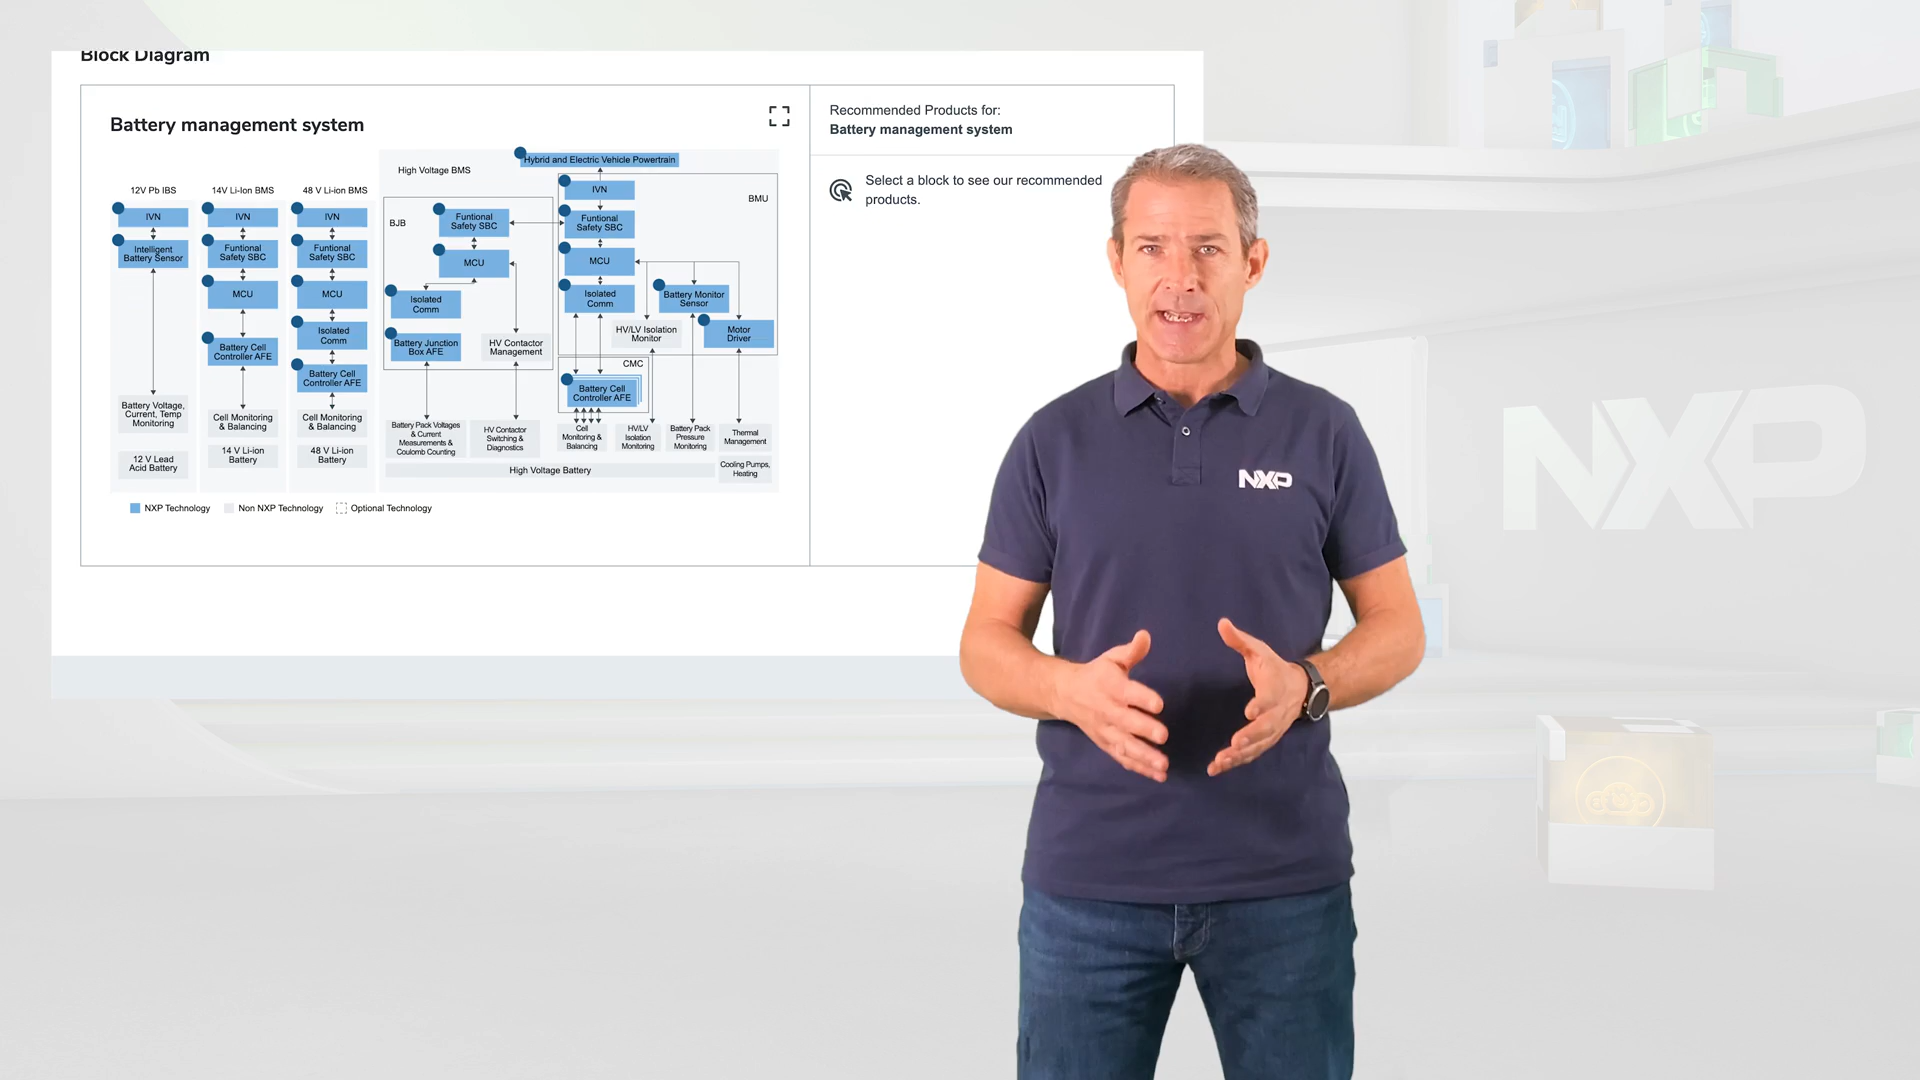 Block Diagram
Battery management system
12V Pb IBS
IVN
Intelligent
Battery Sensor
Battery Voltage,
Current, Temp
Monitoring
12 V Lead
Acid Battery
14V Li-Ion BMS
IVN
Funtional
Safety SBC
MCU
Battery Cell
Controller AFE
Cell Monitoring
& Balancing
14 V Li-ion
Battery
48 V Li-ion BMS
IVN
Funtional
Safety SBC
MCU
Isolated
Comm
Battery Cell
Controller AFE
Cell Monitoring
& Balancing
48 V Li-ion
Battery
High Voltage BMS
Hybrid and Electric Vehicle Powertrain
BJB
Funtional
Safety SBC
MCU
Isolated
Comm
Battery Junction
Box AFE
HV Contactor
Management
BMU
IVN
Funtional
Safety SBC
MCU
Isolated
Comm
Battery Monitor
Sensor
HV/LV Isolation
Monitor
Motor
Driver
CMC
Battery Cell
Controller AFE
Battery Pack Voltages
& Current
Measurements &
Coulomb Counting
HV Contactor
Switching &
Diagnostics
Cell
Monitoring &
Balancing
HV/LV
Isolation
Monitoring
Battery Pack
Pressure
Monitoring
Thermal
Management
High Voltage Battery
Cooling Pumps,
Heating
NXP Technology
Non NXP Technology
Optional Technology
Recommended Products for:
Battery management system
Select a block to see our recommended
products.
NXP
NXP